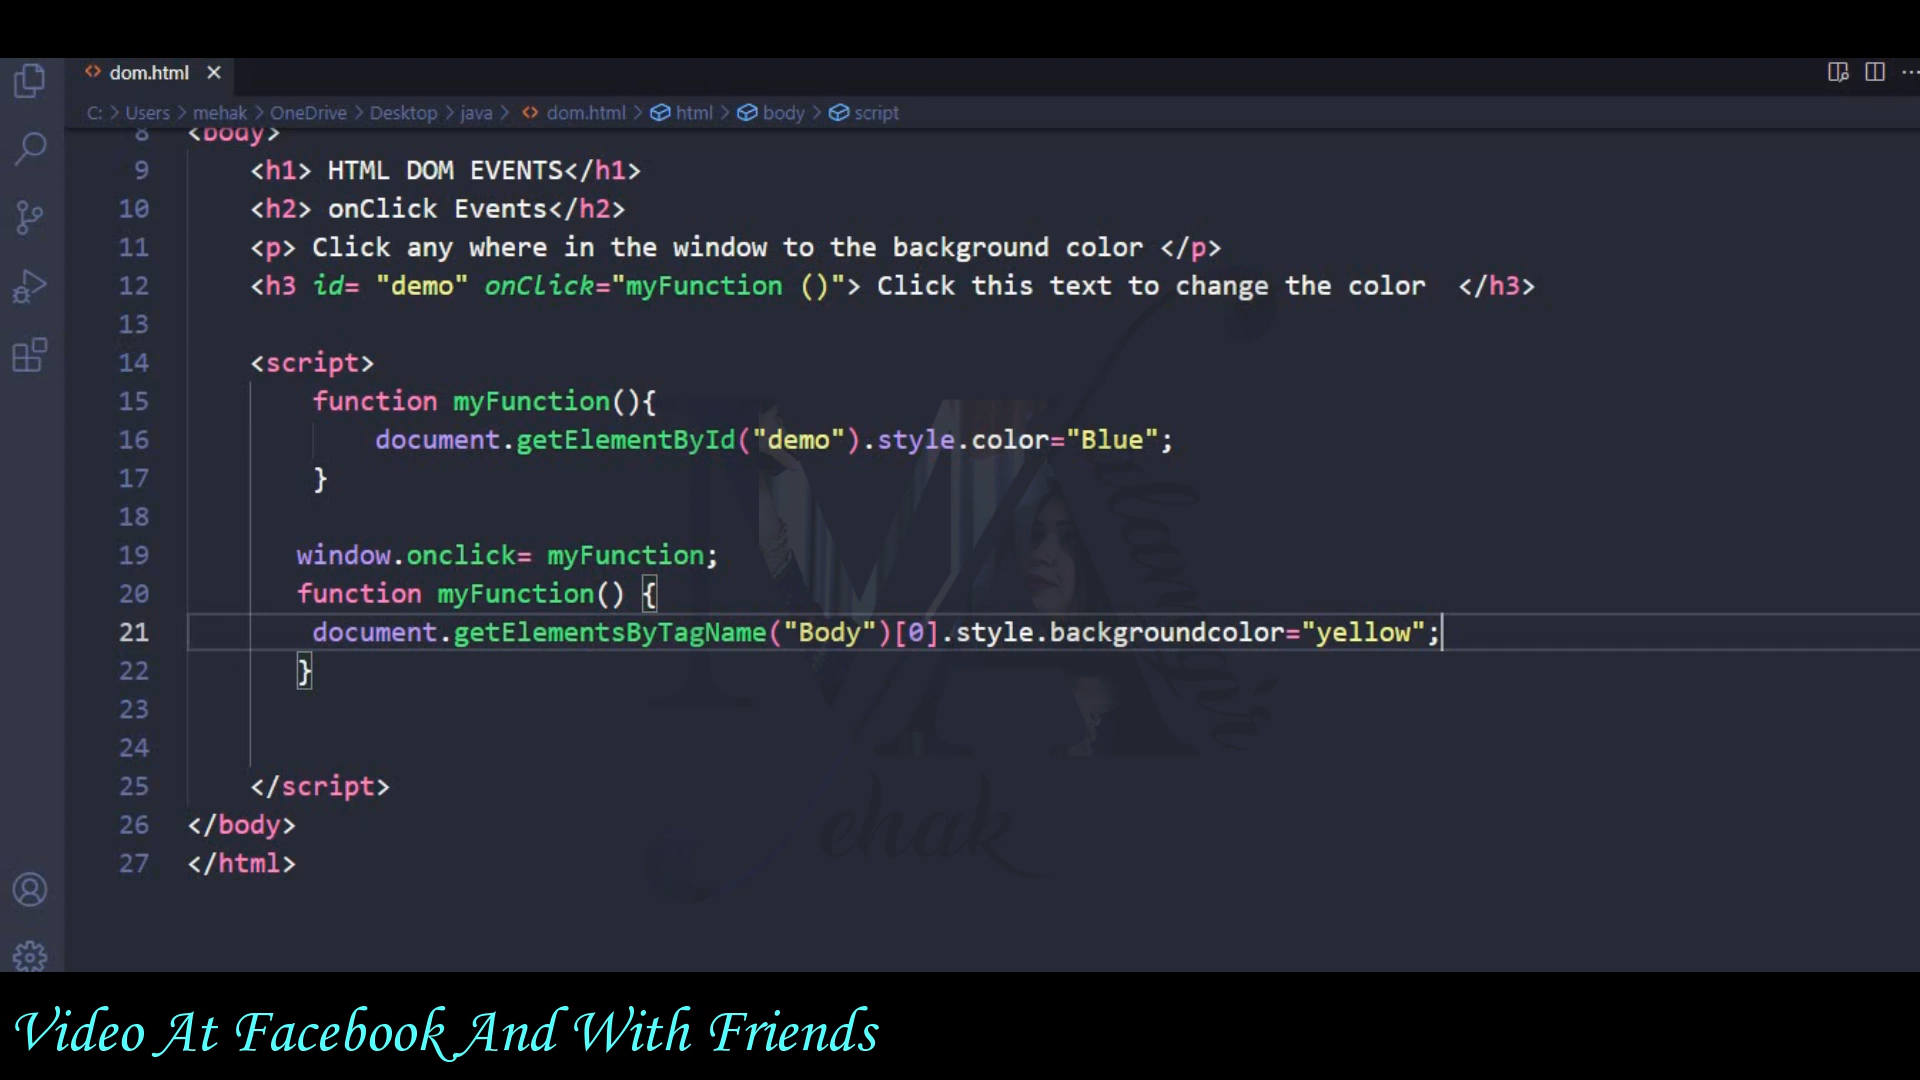 dom.html
C: > Users > mehak > OneDrive > Desktop > java > dom.html > html > body > script
8 <body>
9 <h1> HTML DOM EVENTS</h1>
10 <h2> onClick Events</h2>
11 <p> Click any where in the window to the background color </p>
12 <h3 id= "demo" onClick="myFunction ()"> Click this text to change the color  </h3>
13
14 <script>
15 function myFunction(){
16 document.getElementById("demo").style.color="Blue";
17 }
18
19 window.onclick= myFunction;
20 function myFunction() {
21 document.getElementsByTagName("Body")[0].style.backgroundcolor="yellow";
22 }
23
24
25 </script>
26 </body>
27 </html>
ehak
Video At Facebook And With Friends